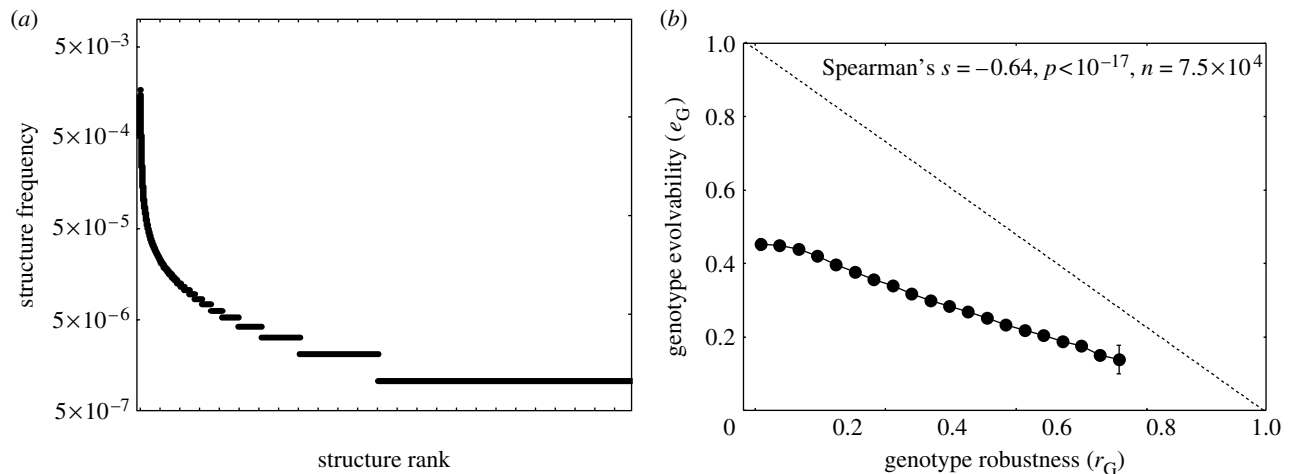 (a)
5×10⁻³
5×10⁻⁴
5×10⁻⁵
5×10⁻⁶
5×10⁻⁷
structure frequency
structure rank
(b)
1.0
0.8
0.6
0.4
0.2
0
0.2
0.4
0.6
0.8
1.0
genotype evolvability (e_G)
Spearman's s = –0.64, p<10⁻¹⁷, n = 7.5×10⁴
genotype robustness (r_G)